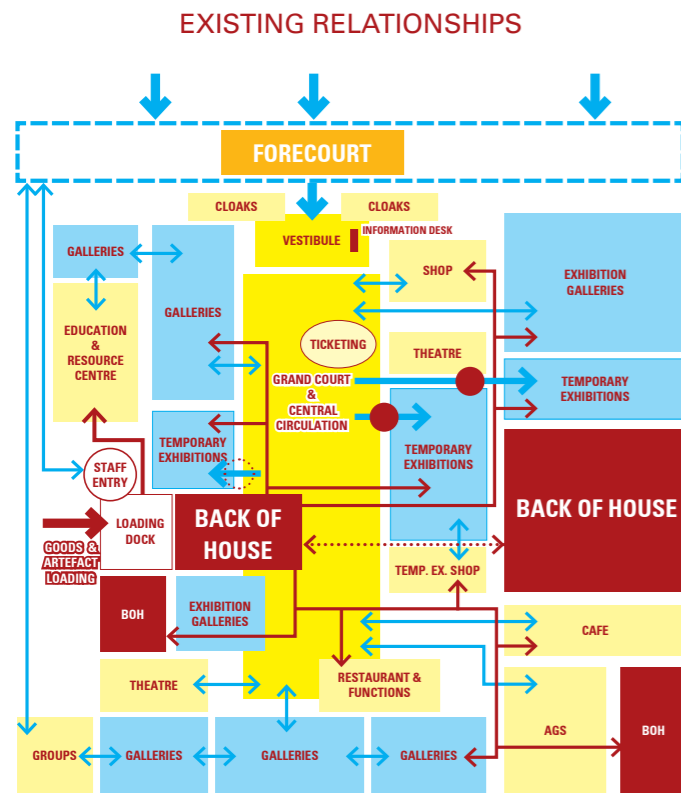 EXISTING RELATIONSHIPS
FORECOURT
CLOAKS
CLOAKS
VESTIBULE
INFORMATION DESK
GALLERIES
GALLERIES
SHOP
EXHIBITION
GALLERIES
EDUCATION
&
RESOURCE
CENTRE
TICKETING
THEATRE
GRAND COURT
&
CENTRAL
CIRCULATION
TEMPORARY
EXHIBITIONS
TEMPORARY
EXHIBITIONS
TEMPORARY
EXHIBITIONS
STAFF
ENTRY
LOADING
DOCK
BACK OF
HOUSE
BACK OF HOUSE
GOODS &
ARTEFACT
LOADING
TEMP. EX. SHOP
BOH
EXHIBITION
GALLERIES
CAFE
THEATRE
RESTAURANT &
FUNCTIONS
GROUPS
GALLERIES
GALLERIES
GALLERIES
AGS
BOH